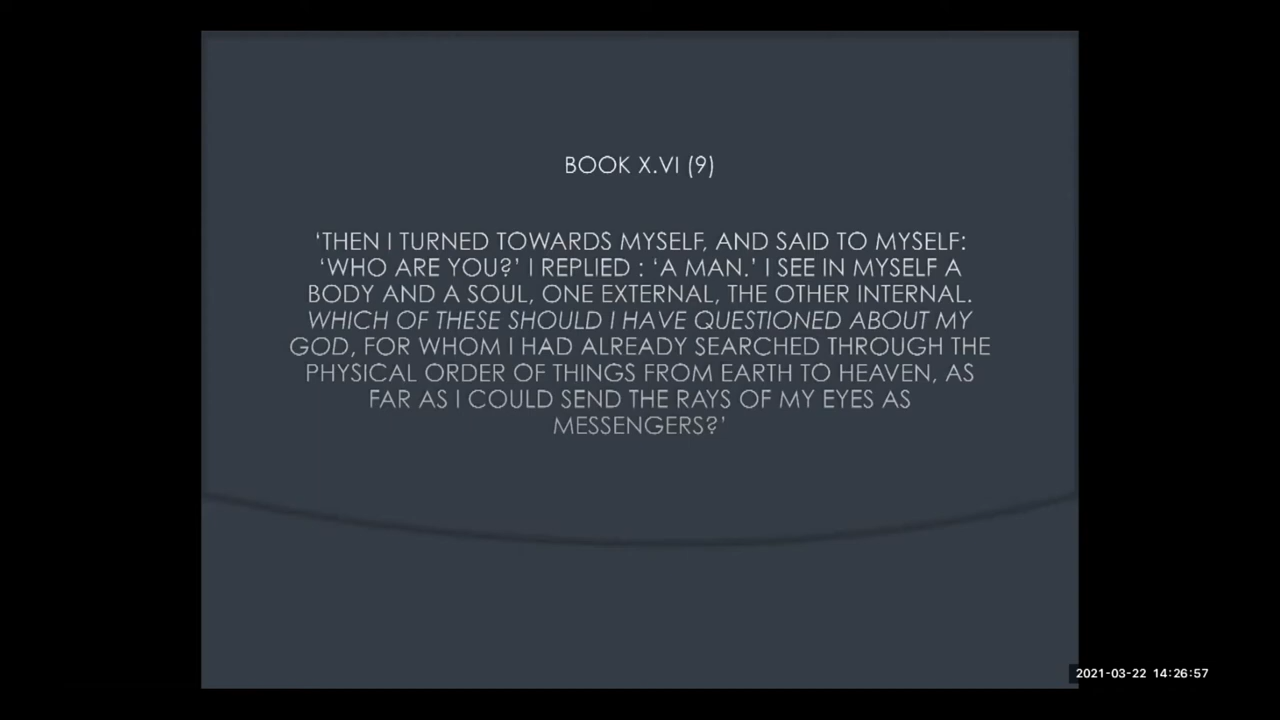 BOOK X.VI (9)
‘THEN I TURNED TOWARDS MYSELF, AND SAID TO MYSELF:
‘WHO ARE YOU?’ I REPLIED : ‘A MAN.’ I SEE IN MYSELF A
BODY AND A SOUL, ONE EXTERNAL, THE OTHER INTERNAL.
WHICH OF THESE SHOULD I HAVE QUESTIONED ABOUT MY
GOD, FOR WHOM I HAD ALREADY SEARCHED THROUGH THE
PHYSICAL ORDER OF THINGS FROM EARTH TO HEAVEN, AS
FAR AS I COULD SEND THE RAYS OF MY EYES AS
MESSENGERS?’
2021-03-22 14:26:57